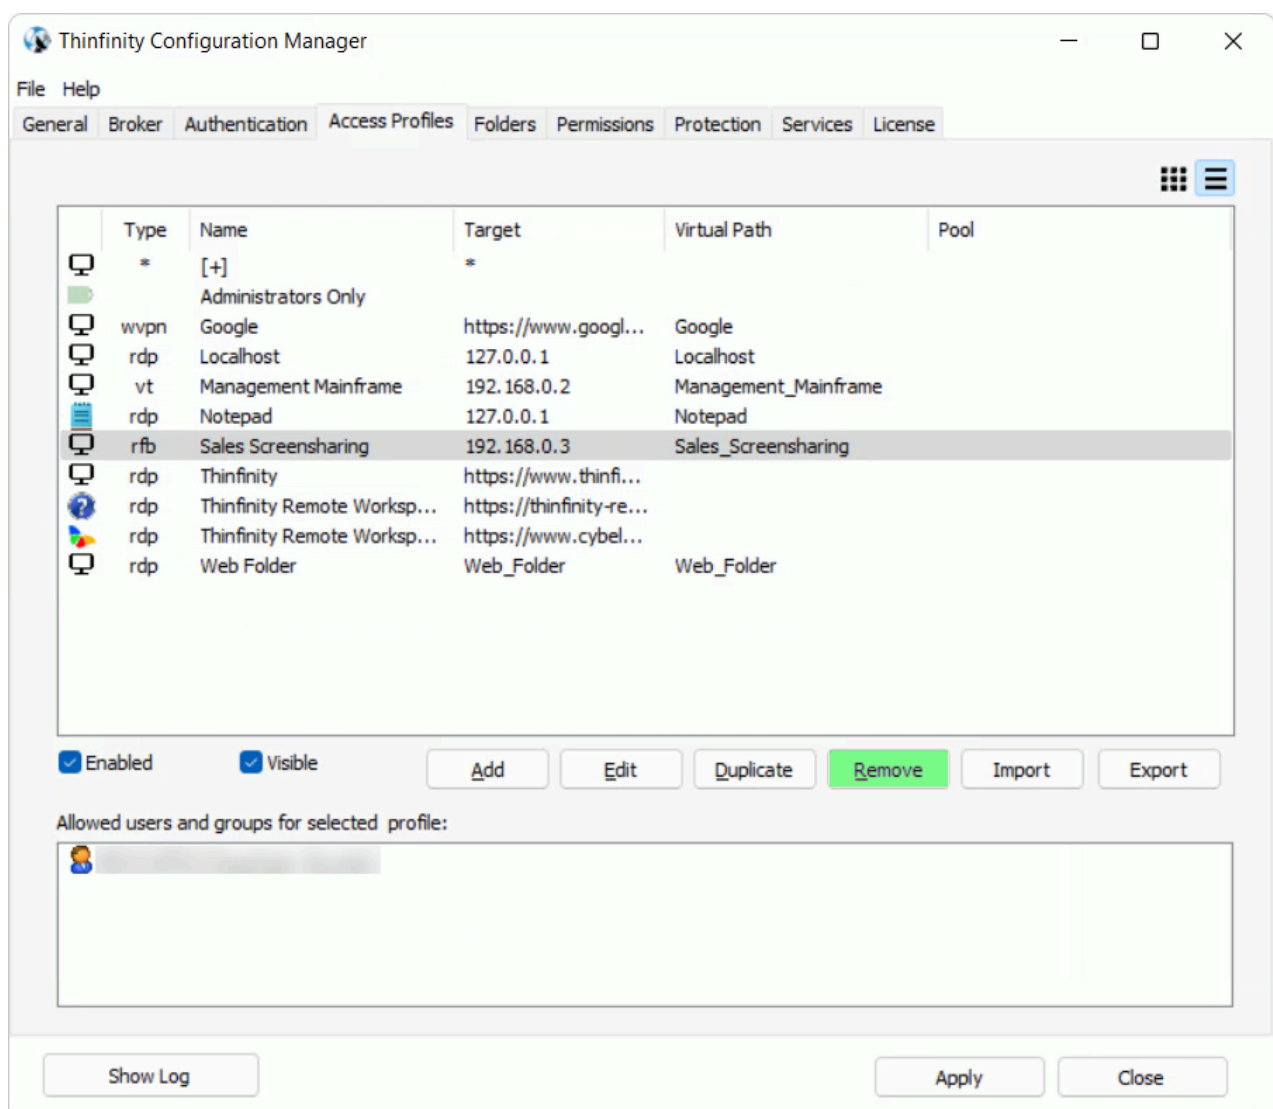 Thinfinity Configuration Manager
File Help
General Broker Authentication Access Profiles Folders Permissions Protection Services License
Type Name Target Virtual Path Pool
* [+] *
Administrators Only
wvpn Google https://www.googl... Google
rdp Localhost 127.0.0.1 Localhost
vt Management Mainframe 192.168.0.2 Management_Mainframe
rdp Notepad 127.0.0.1 Notepad
rfb Sales Screensharing 192.168.0.3 Sales_Screensharing
rdp Thinfinity https://www.thinfi...
rdp Thinfinity Remote Worksp... https://thinfinity-re...
rdp Thinfinity Remote Worksp... https://www.cybel...
rdp Web Folder Web_Folder Web_Folder
Enabled Visible Add Edit Duplicate Remove Import Export
Allowed users and groups for selected profile:
Show Log Apply Close